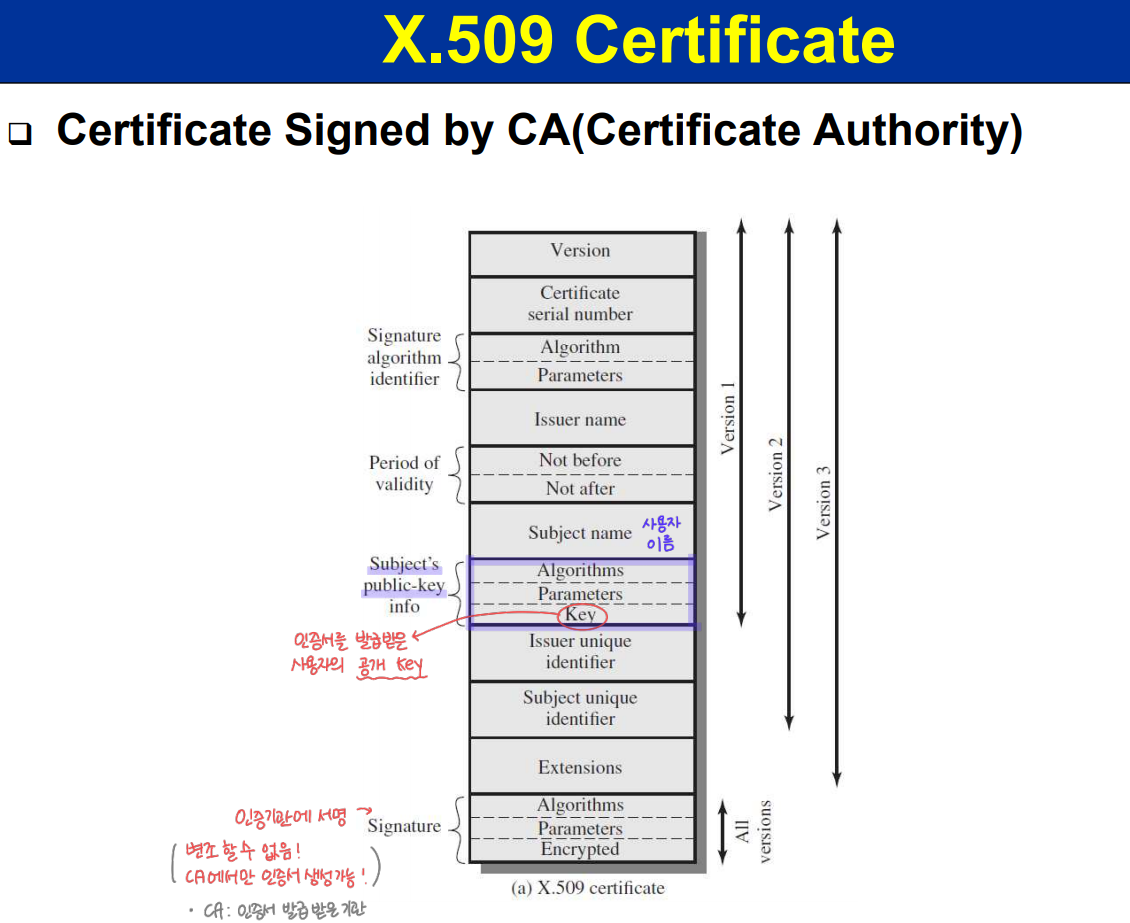 X.509 Certificate
❑ Certificate Signed by CA(Certificate Authority)
Version
Certificate
serial number
Signature
algorithm
identifier
Algorithm
Parameters
Issuer name
Period of
validity
Not before
Not after
Subject name
사용자
이름
Subject's
public-key
info
Algorithms
Parameters
Key
인증서를 발급받은
사용자의 공개 key
Issuer unique
identifier
Subject unique
identifier
Extensions
인증기관에 서명
Signature
Algorithms
Parameters
Encrypted
변조 할 수 없음!
CA에서만 인증서 생성가능!
• CA: 인증서 발급 받은 기관
Version 1
Version 2
Version 3
All
versions
(a) X.509 certificate